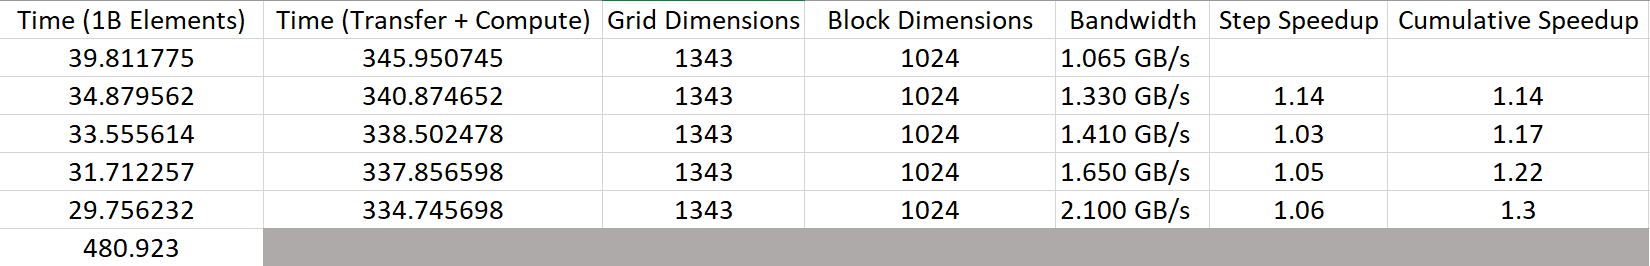 Time (1B Elements) Time (Transfer + Compute) Grid Dimensions Block Dimensions Bandwidth Step Speedup Cumulative Speedup
39.811775 345.950745 1343 1024 1.065 GB/s
34.879562 340.874652 1343 1024 1.330 GB/s 1.14 1.14
33.555614 338.502478 1343 1024 1.410 GB/s 1.03 1.17
31.712257 337.856598 1343 1024 1.650 GB/s 1.05 1.22
29.756232 334.745698 1343 1024 2.100 GB/s 1.06 1.3
480.923